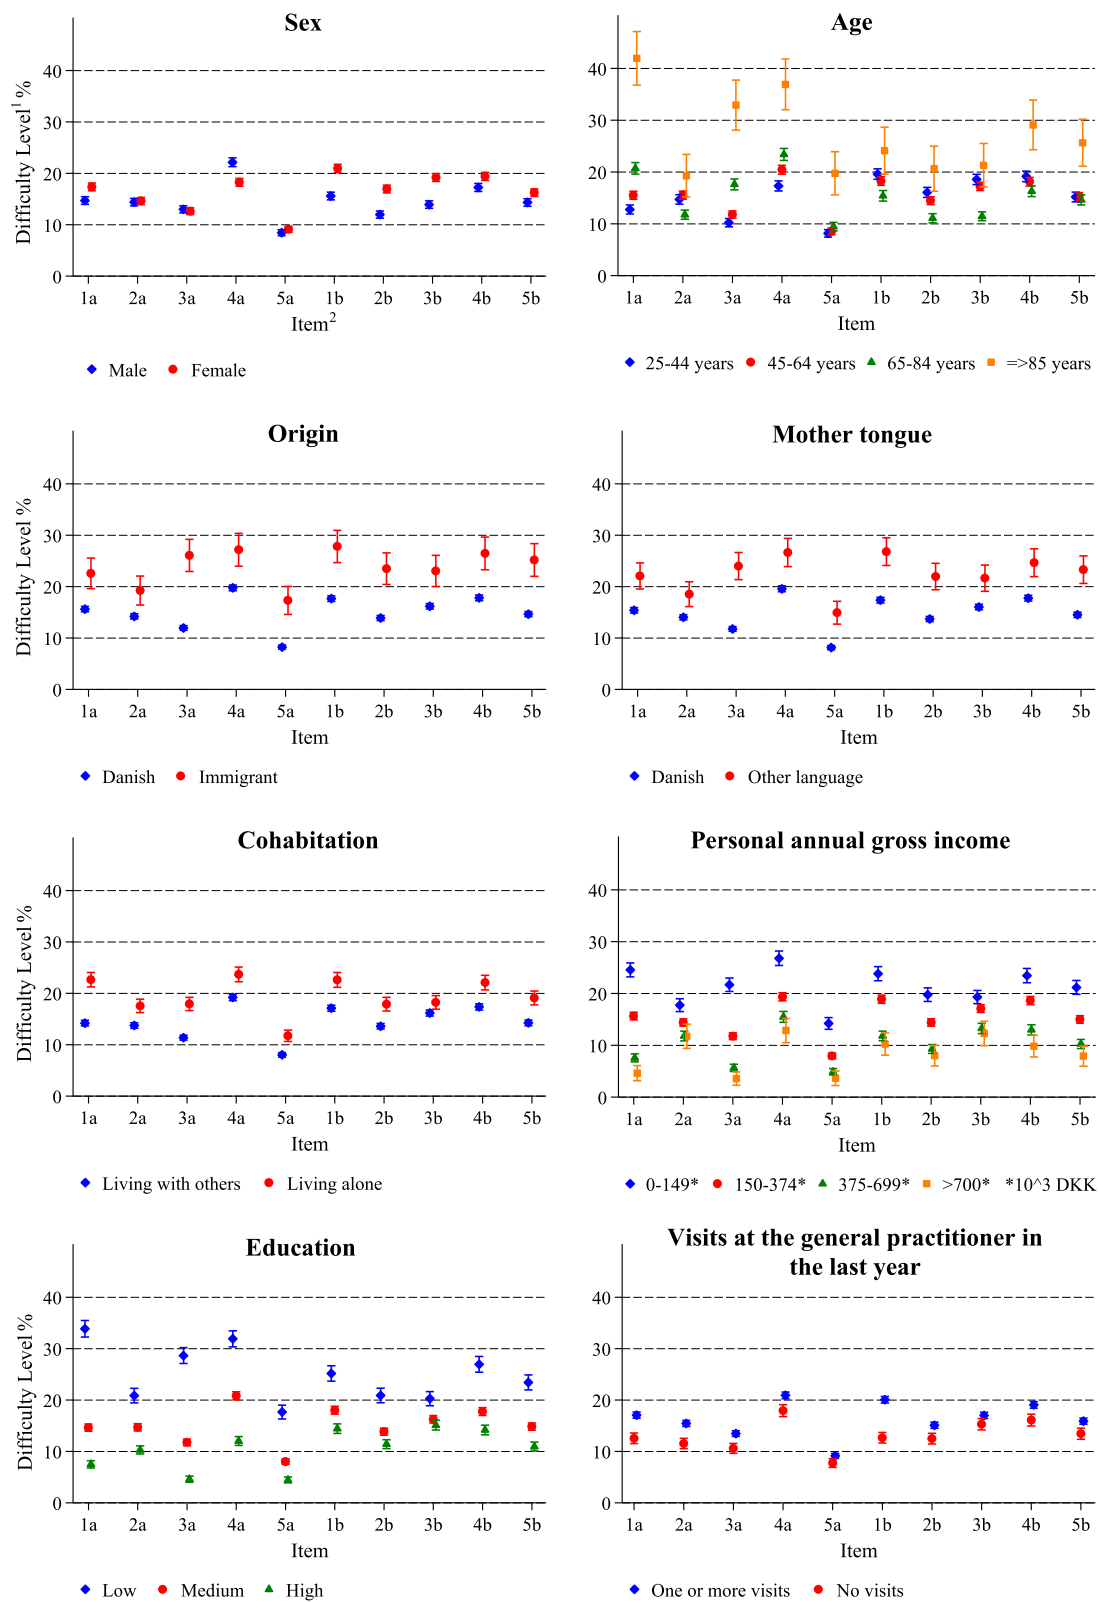 Sex
Difficulty Level1 %
40
30
20
10
0
1a 2a 3a 4a 5a 1b 2b 3b 4b 5b
Item2
Male Female
Age
40
30
20
10
0
1a 2a 3a 4a 5a 1b 2b 3b 4b 5b
Item
25-44 years 45-64 years 65-84 years =>85 years
Origin
Difficulty Level %
40
30
20
10
0
1a 2a 3a 4a 5a 1b 2b 3b 4b 5b
Item
Danish Immigrant
Mother tongue
40
30
20
10
0
1a 2a 3a 4a 5a 1b 2b 3b 4b 5b
Item
Danish Other language
Cohabitation
Difficulty Level %
40
30
20
10
0
1a 2a 3a 4a 5a 1b 2b 3b 4b 5b
Item
Living with others Living alone
Personal annual gross income
40
30
20
10
0
1a 2a 3a 4a 5a 1b 2b 3b 4b 5b
Item
0-149* 150-374* 375-699* >700* *10^3 DKK
Education
Difficulty Level %
40
30
20
10
0
1a 2a 3a 4a 5a 1b 2b 3b 4b 5b
Item
Low Medium High
Visits at the general practitioner in
the last year
40
30
20
10
0
1a 2a 3a 4a 5a 1b 2b 3b 4b 5b
Item
One or more visits No visits